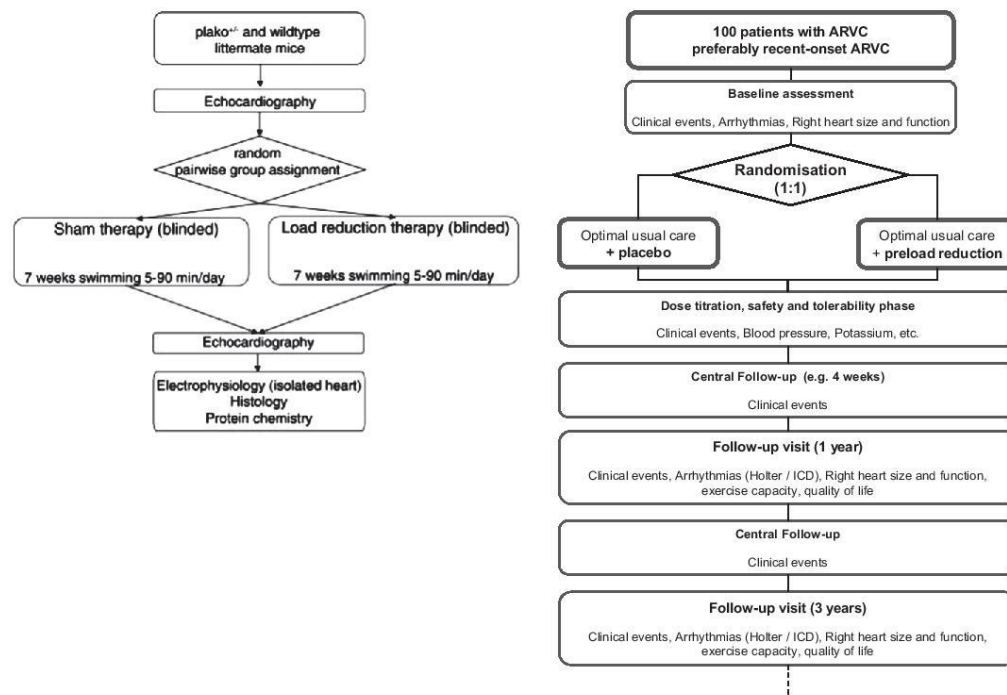 plako+/- and wildtype
littermate mice
Echocardiography
random
pairwise group assignment
Sham therapy (blinded)
7 weeks swimming 5-90 min/day
Load reduction therapy (blinded)
7 weeks swimming 5-90 min/day
Echocardiography
Electrophysiology (isolated heart)
Histology
Protein chemistry
100 patients with ARVC
preferably recent-onset ARVC
Baseline assessment
Clinical events, Arrhythmias, Right heart size and function
Randomisation
(1:1)
Optimal usual care
+ placebo
Optimal usual care
+ preload reduction
Dose titration, safety and tolerability phase
Clinical events, Blood pressure, Potassium, etc.
Central Follow-up (e.g. 4 weeks)
Clinical events
Follow-up visit (1 year)
Clinical events, Arrhythmias (Holter / ICD), Right heart size and function,
exercise capacity, quality of life
Central Follow-up
Clinical events
Follow-up visit (3 years)
Clinical events, Arrhythmias (Holter / ICD), Right heart size and function,
exercise capacity, quality of life